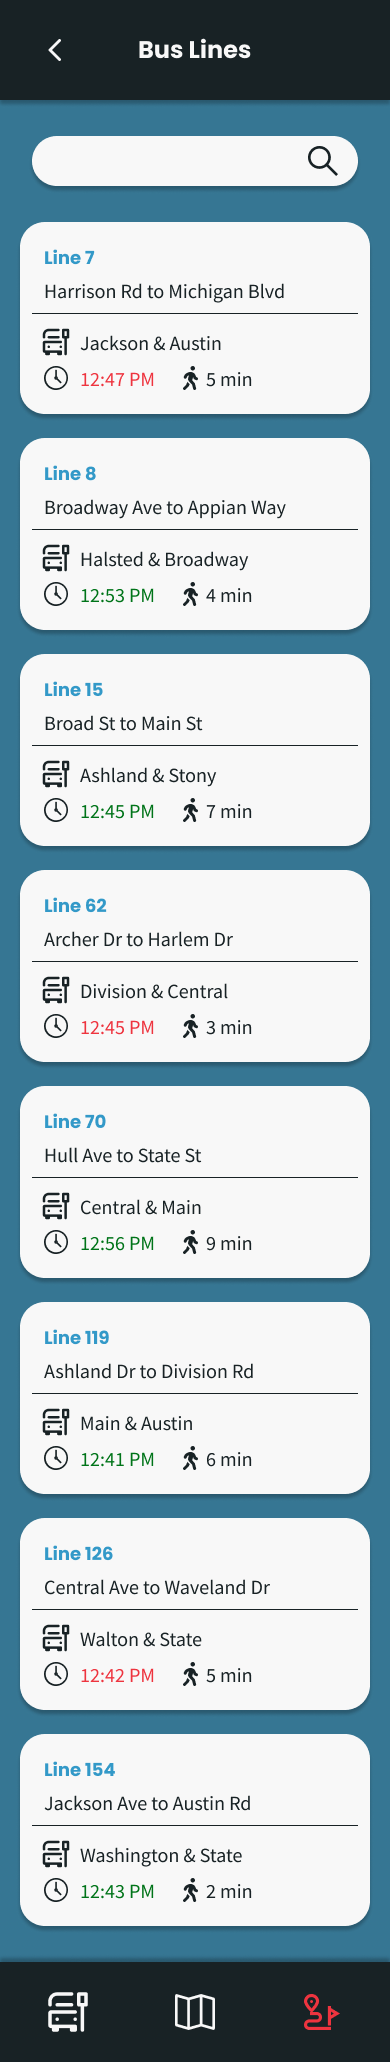 Bus Lines
Line 7
Harrison Rd to Michigan Blvd
Jackson & Austin
12:47 PM 5 min
Line 8
Broadway Ave to Appian Way
Halsted & Broadway
12:53 PM 4 min
Line 15
Broad St to Main St
Ashland & Stony
12:45 PM 7 min
Line 62
Archer Dr to Harlem Dr
Division & Central
12:45 PM 3 min
Line 70
Hull Ave to State St
Central & Main
12:56 PM 9 min
Line 119
Ashland Dr to Division Rd
Main & Austin
12:41 PM 6 min
Line 126
Central Ave to Waveland Dr
Walton & State
12:42 PM 5 min
Line 154
Jackson Ave to Austin Rd
Washington & State
12:43 PM 2 min